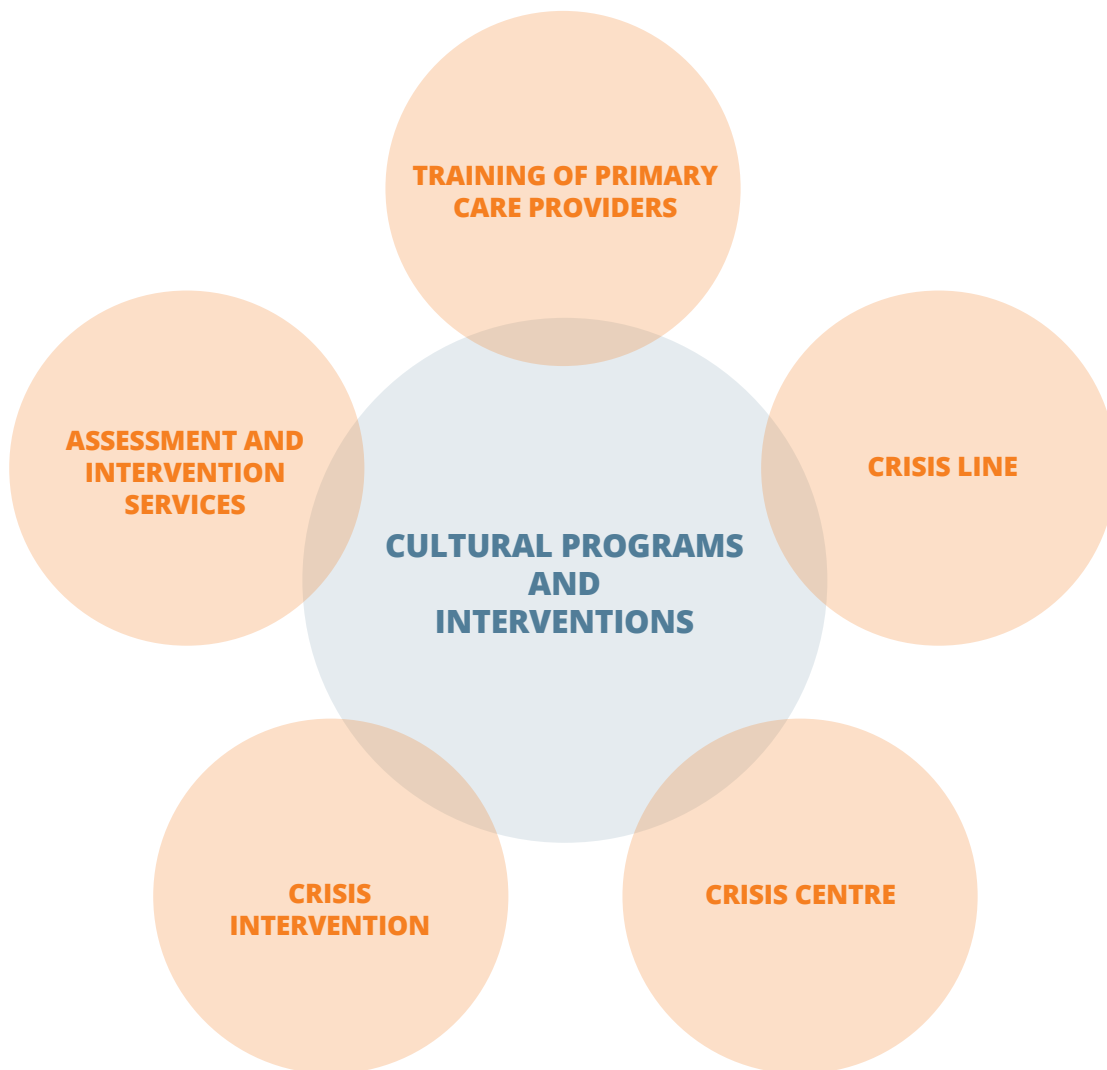 TRAINING OF PRIMARY
CARE PROVIDERS
ASSESSMENT AND
INTERVENTION
SERVICES
CRISIS LINE
CULTURAL PROGRAMS
AND
INTERVENTIONS
CRISIS
INTERVENTION
CRISIS CENTRE